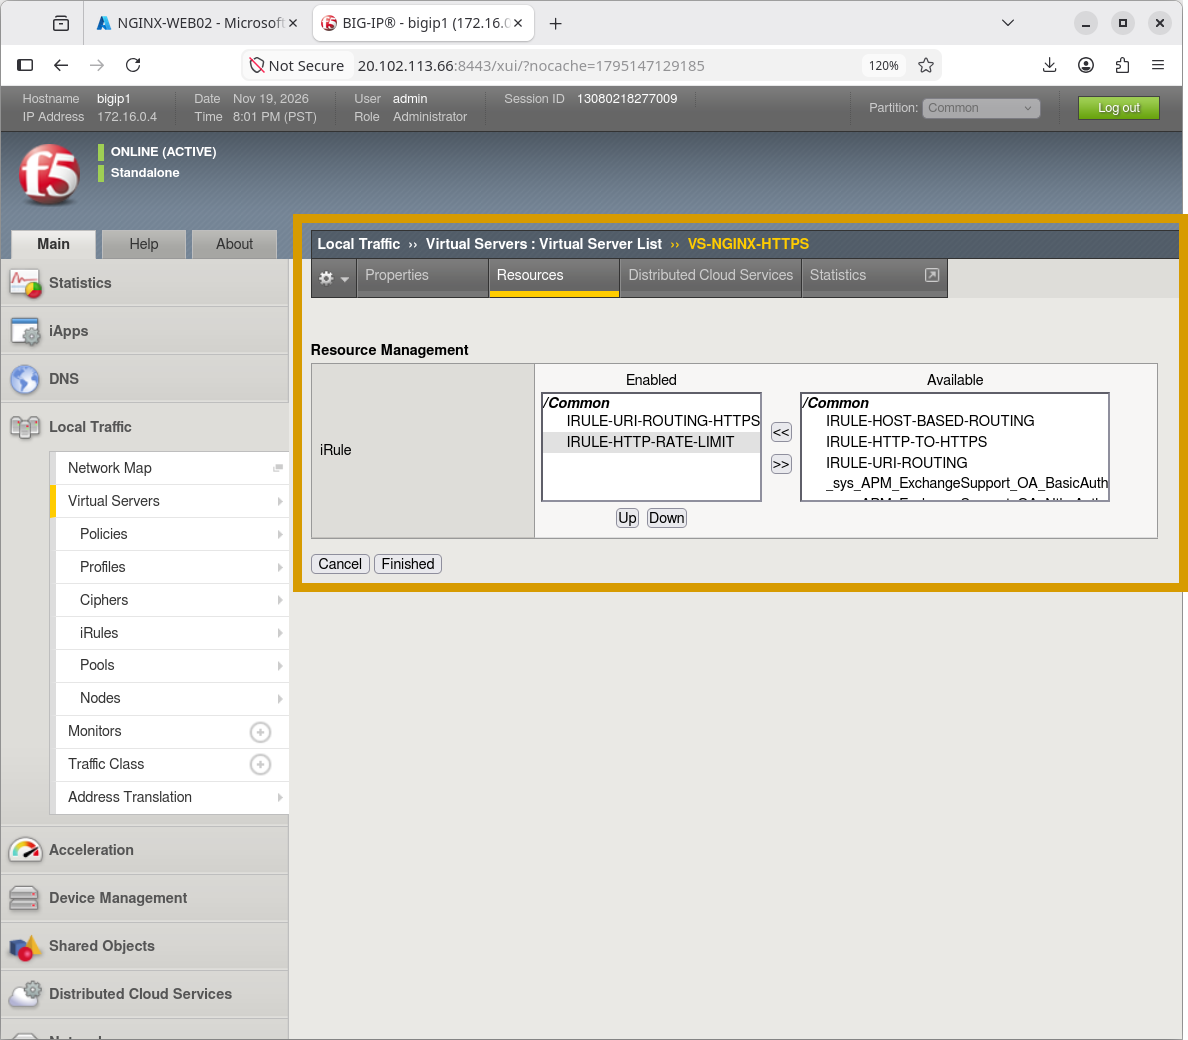 NGINX-WEB02 - Microsoft
BIG-IP® - bigip1 (172.16.0
Not Secure
20.102.113.66:8443/xui/?nocache=1795147129185
120%
Hostname bigip1
IP Address 172.16.0.4
Date Nov 19, 2026
Time 8:01 PM (PST)
User admin
Role Administrator
Session ID 13080218277009
Partition: Common
Log out
f5
ONLINE (ACTIVE)
Standalone
Main
Help
About
Local Traffic ›› Virtual Servers : Virtual Server List ›› VS-NGINX-HTTPS
Properties
Resources
Distributed Cloud Services
Statistics
Statistics
iApps
DNS
Local Traffic
Network Map
Virtual Servers
Policies
Profiles
Ciphers
iRules
Pools
Nodes
Monitors
Traffic Class
Address Translation
Acceleration
Device Management
Shared Objects
Distributed Cloud Services
Resource Management
iRule
Enabled
/Common
IRULE-URI-ROUTING-HTTPS
IRULE-HTTP-RATE-LIMIT
<<
>>
Up
Down
Available
/Common
IRULE-HOST-BASED-ROUTING
IRULE-HTTP-TO-HTTPS
IRULE-URI-ROUTING
_sys_APM_ExchangeSupport_OA_BasicAuth
Cancel
Finished